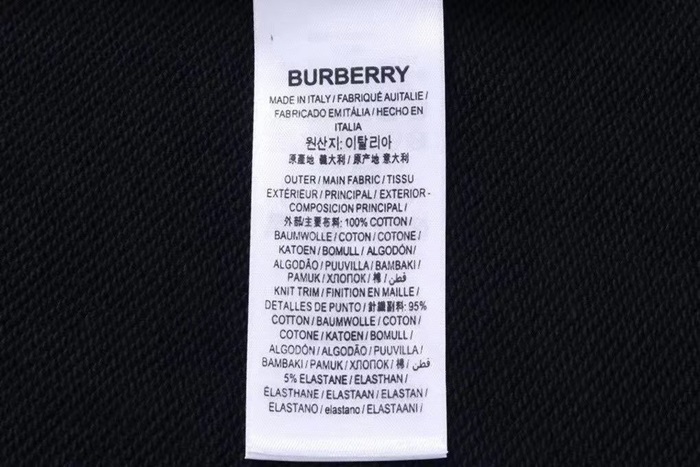 BURBERRY
MADE IN ITALY / FABRIQUÉ AUITALIE /
FABRICADO EM ITÁLIA / HECHO EN
ITALIA
원산지: 이탈리아
原產地 義大利 / 原产地 意大利
OUTER / MAIN FABRIC / TISSU
EXTÉRIEUR / PRINCIPAL / EXTERIOR -
COMPOSICIÓN PRINCIPAL /
外部/主要布料: 100% COTTON /
BAUMWOLLE / COTON / COTONE /
KATOEN / BOMULL / ALGODÓN/
ALGODÃO / PUUVILLA / BAMBAKI /
PAMUK / ХЛОПОК / 棉 / قطن /
KNIT TRIM / FINITION EN MAILLE /
DETALLES DE PUNTO / 針織副料: 95%
COTTON / BAUMWOLLE / COTON /
COTONE / KATOEN / BOMULL /
ALGODÓN / ALGODÃO / PUUVILLA /
BAMBAKI / PAMUK / ХЛОПОК / 棉 / قطن
5% ELASTANE / ELASTHAN /
ÉLASTHANE / ELASTAAN / ELASTAN /
ELASTANO / elastano / ELASTAANI /